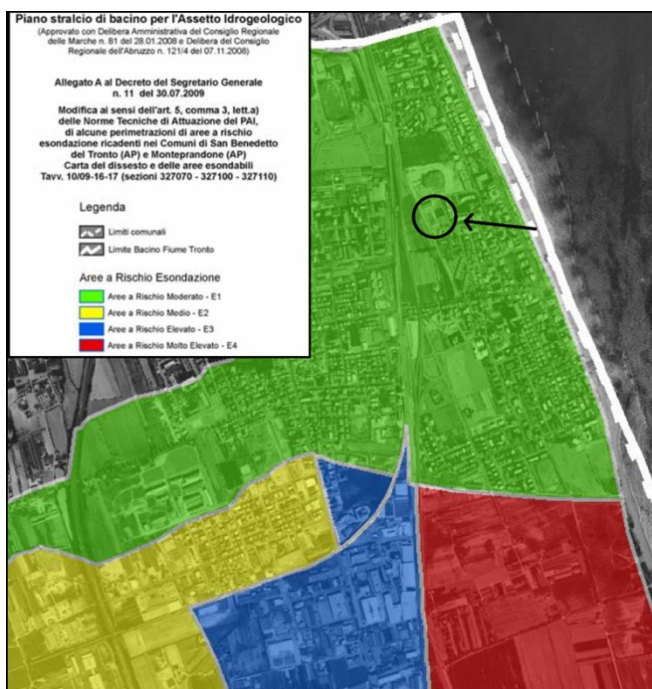 Piano stralcio di bacino per l'Assetto Idrogeologico
(Approvato con Delibera Amministrativa del Consiglio Regionale
delle Marche n. 81 del 28.01.2008 e Delibera del Consiglio
Regionale dell'Abruzzo n. 121/4 del 07.11.2008)
Allegato A al Decreto del Segretario Generale
n. 11 del 30.07.2009
Modifica ai sensi dell'art. 5, comma 3, lett.a)
delle Norme Tecniche di Attuazione del PAI,
di alcune perimetrazioni di aree a rischio
esondazione ricadenti nei Comuni di San Benedetto
del Tronto (AP) e Monteprandone (AP)
Carta del dissesto e delle aree esondabili
Tavv. 10/09-16-17 (sezioni 327070 - 327100 - 327110)
Legenda
Limiti comunali
Limite Bacino Fiume Tronto
Aree a Rischio Esondazione
Aree a Rischio Moderato - E1
Aree a Rischio Medio - E2
Aree a Rischio Elevato - E3
Aree a Rischio Molto Elevato - E4